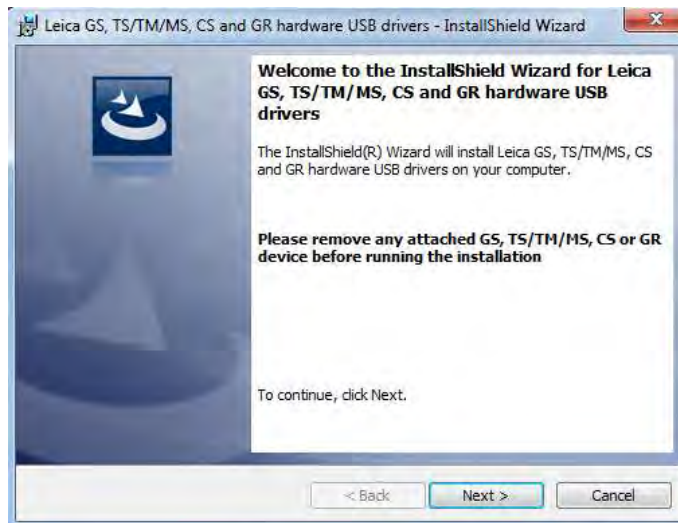 Leica GS, TS/TM/MS, CS and GR hardware USB drivers - InstallShield Wizard
Welcome to the InstallShield Wizard for Leica
GS, TS/TM/MS, CS and GR hardware USB
drivers
The InstallShield(R) Wizard will install Leica GS, TS/TM/MS, CS
and GR hardware USB drivers on your computer.
Please remove any attached GS, TS/TM/MS, CS or GR
device before running the installation
To continue, click Next.
< Back
Next >
Cancel